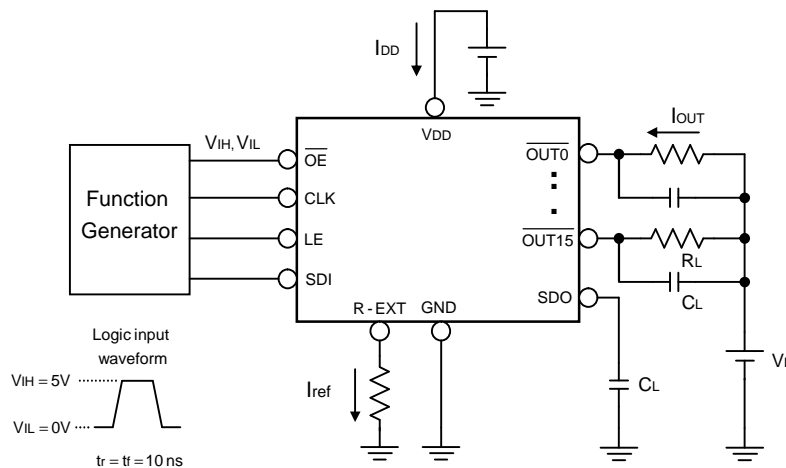 IDD
VDD
VIH, VIL
Function
Generator
OE
CLK
LE
SDI
OUT0
OUT15
SDO
R-EXT
GND
IOUT
RL
CL
CL
Iref
Logic input
waveform
VIH = 5V
VIL = 0V
tr = tf = 10 ns